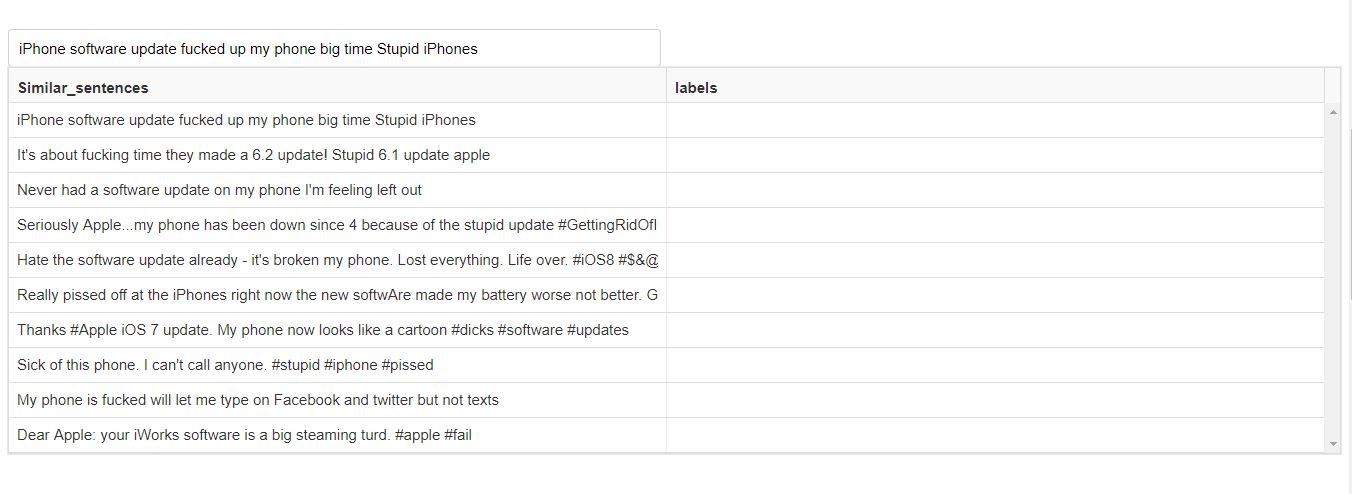 iPhone software update fucked up my phone big time Stupid iPhones
Similar_sentences labels
iPhone software update fucked up my phone big time Stupid iPhones
It's about fucking time they made a 6.2 update! Stupid 6.1 update apple
Never had a software update on my phone I'm feeling left out
Seriously Apple...my phone has been down since 4 because of the stupid update #GettingRidOfI
Hate the software update already - it's broken my phone. Lost everything. Life over. #iOS8 #$&@
Really pissed off at the iPhones right now the new softwAre made my battery worse not better. G
Thanks #Apple iOS 7 update. My phone now looks like a cartoon #dicks #software #updates
Sick of this phone. I can't call anyone. #stupid #iphone #pissed
My phone is fucked will let me type on Facebook and twitter but not texts
Dear Apple: your iWorks software is a big steaming turd. #apple #fail